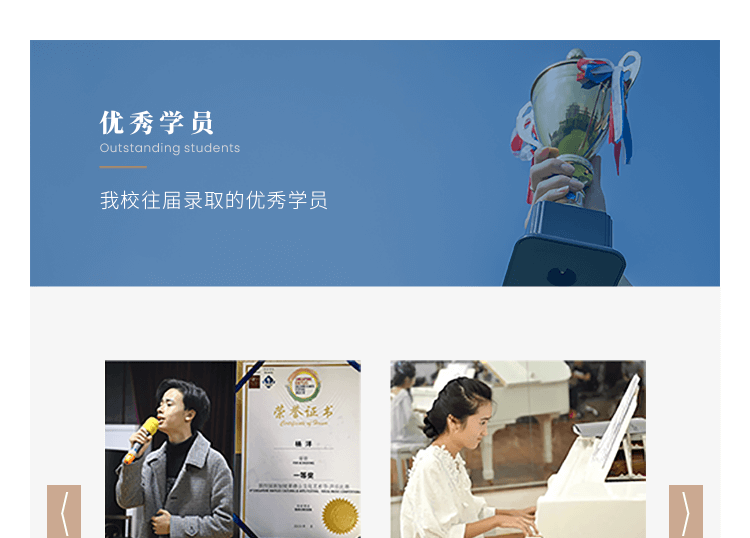 优秀学员
Outstanding students
我校往届录取的优秀学员
荣誉证书
Certificate of Honor
杨 洋
一等奖